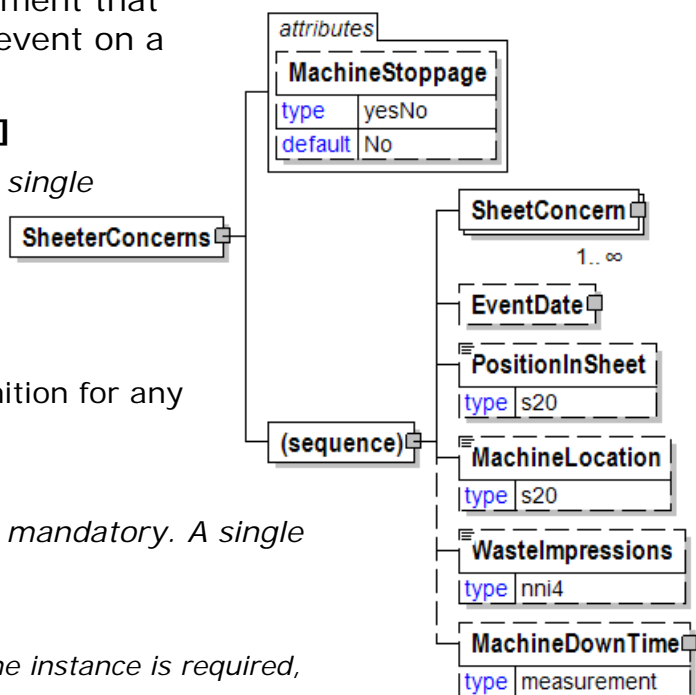 ment that
event on a
]
single
nition for any
mandatory. A single
ne instance is required,
attributes
MachineStoppage
type yesNo
default No
SheeterConcerns
(sequence)
SheetConcern
1.. ∞
EventDate
PositionInSheet
type s20
MachineLocation
type s20
WasteImpressions
type nni4
MachineDownTime
type measurement